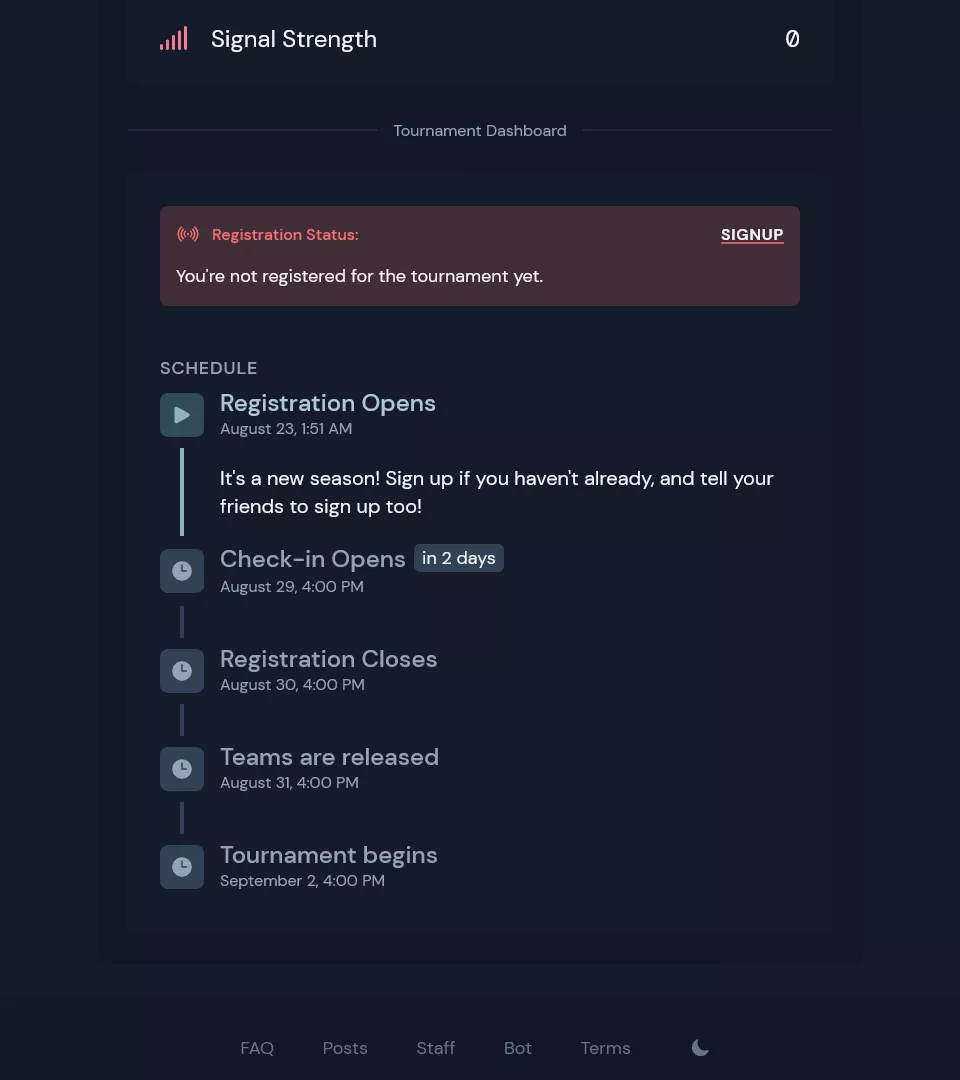 Signal Strength 0
Tournament Dashboard
Registration Status: SIGNUP
You're not registered for the tournament yet.
SCHEDULE
Registration Opens
August 23, 1:51 AM
It's a new season! Sign up if you haven't already, and tell your
friends to sign up too!
Check-in Opens in 2 days
August 29, 4:00 PM
Registration Closes
August 30, 4:00 PM
Teams are released
August 31, 4:00 PM
Tournament begins
September 2, 4:00 PM
FAQ Posts Staff Bot Terms